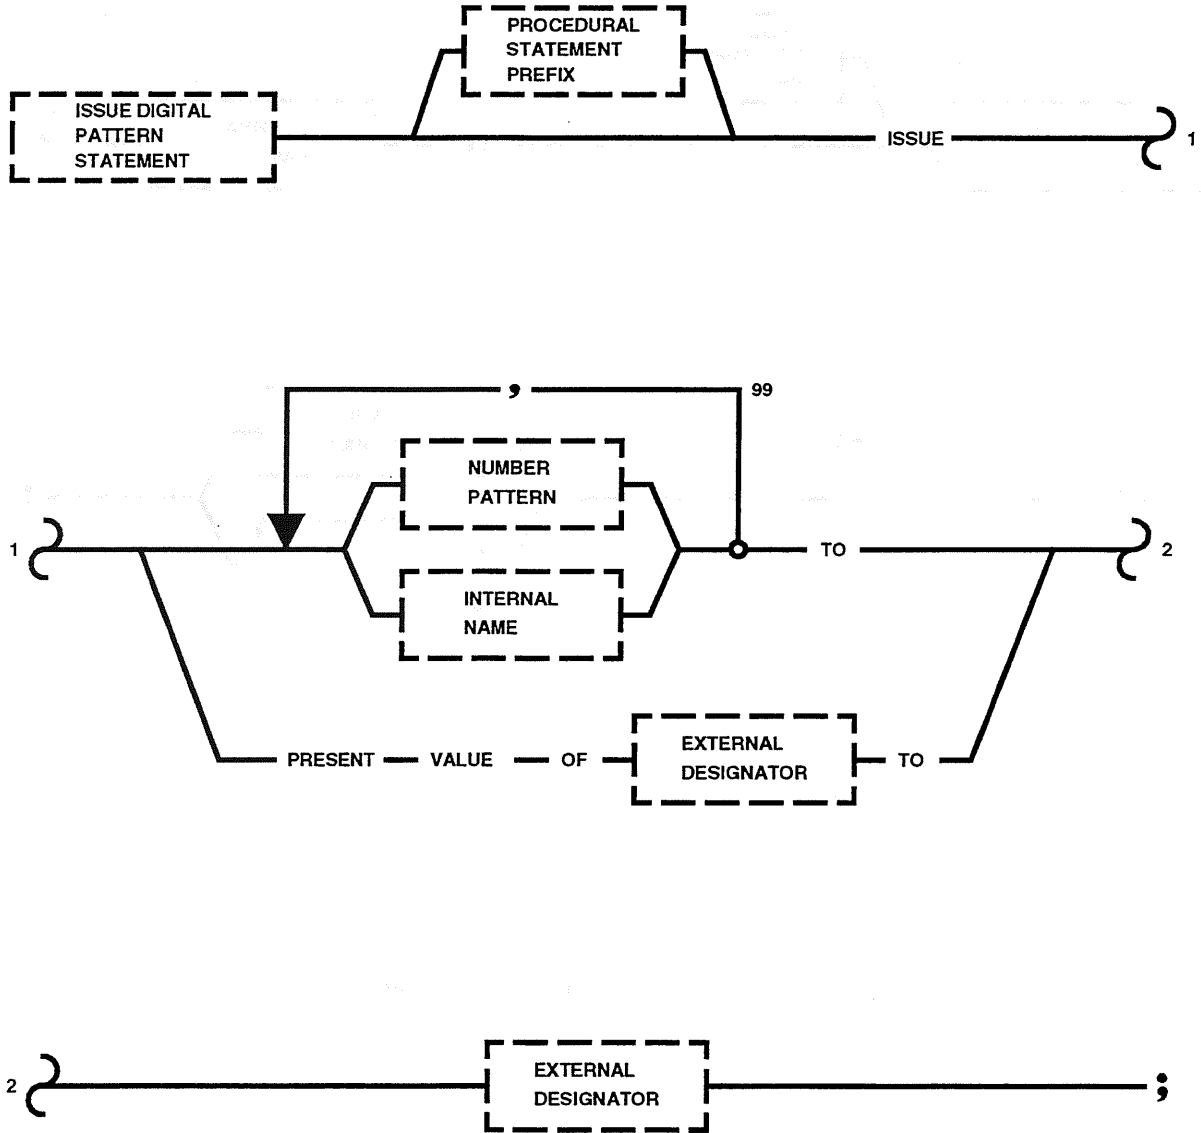 PROCEDURAL
STATEMENT
PREFIX
ISSUE DIGITAL
PATTERN
STATEMENT
ISSUE
1
, 99
NUMBER
PATTERN
1
TO
2
INTERNAL
NAME
PRESENT VALUE OF
EXTERNAL
DESIGNATOR
TO
2
EXTERNAL
DESIGNATOR
;